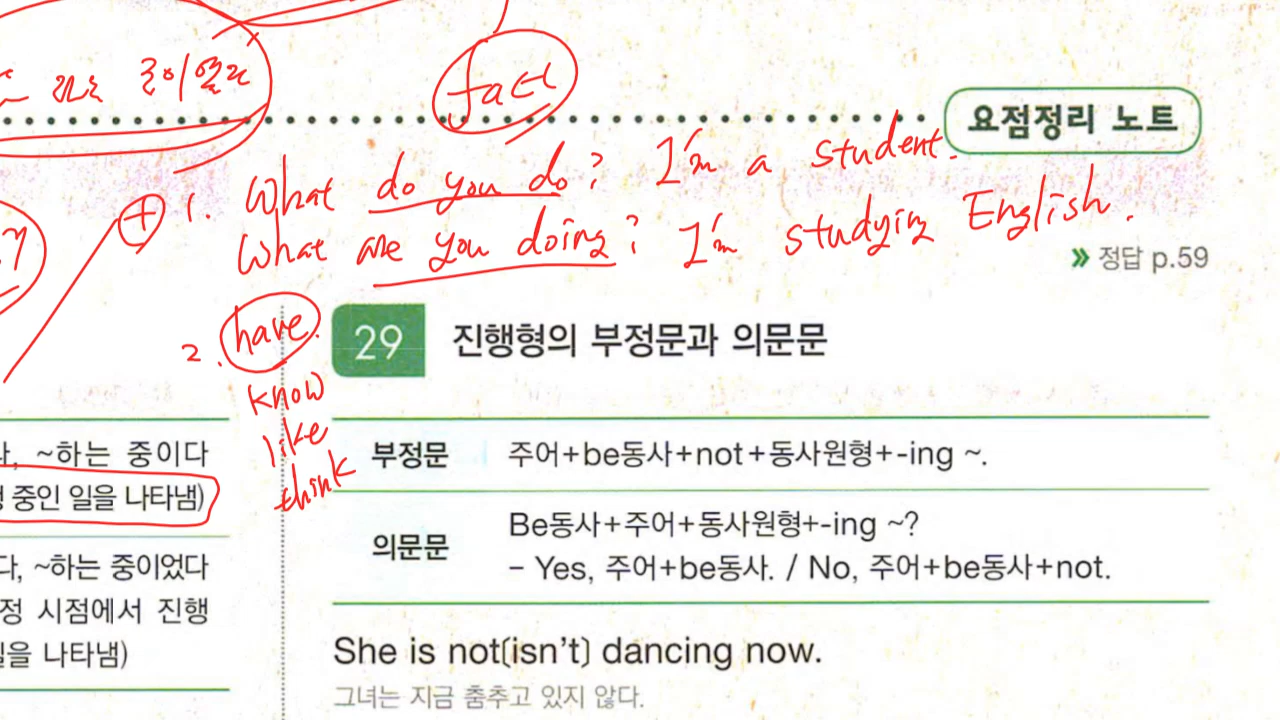 fact
요점정리 노트
+ 1. What do you do? I'm a student.
What are you doing? I'm studying English.
» 정답 p.59
2. have.
know
like
think
, ~하는 중이다
중인 일을 나타냄)
다, ~하는 중이었다
정 시점에서 진행
을 나타냄)
29 진행형의 부정문과 의문문
부정문 주어+be동사+not+동사원형+-ing ~.
의문문 Be동사+주어+동사원형+-ing ~?
– Yes, 주어+be동사. / No, 주어+be동사+not.
She is not(isn't) dancing now.
그녀는 지금 춤추고 있지 않다.